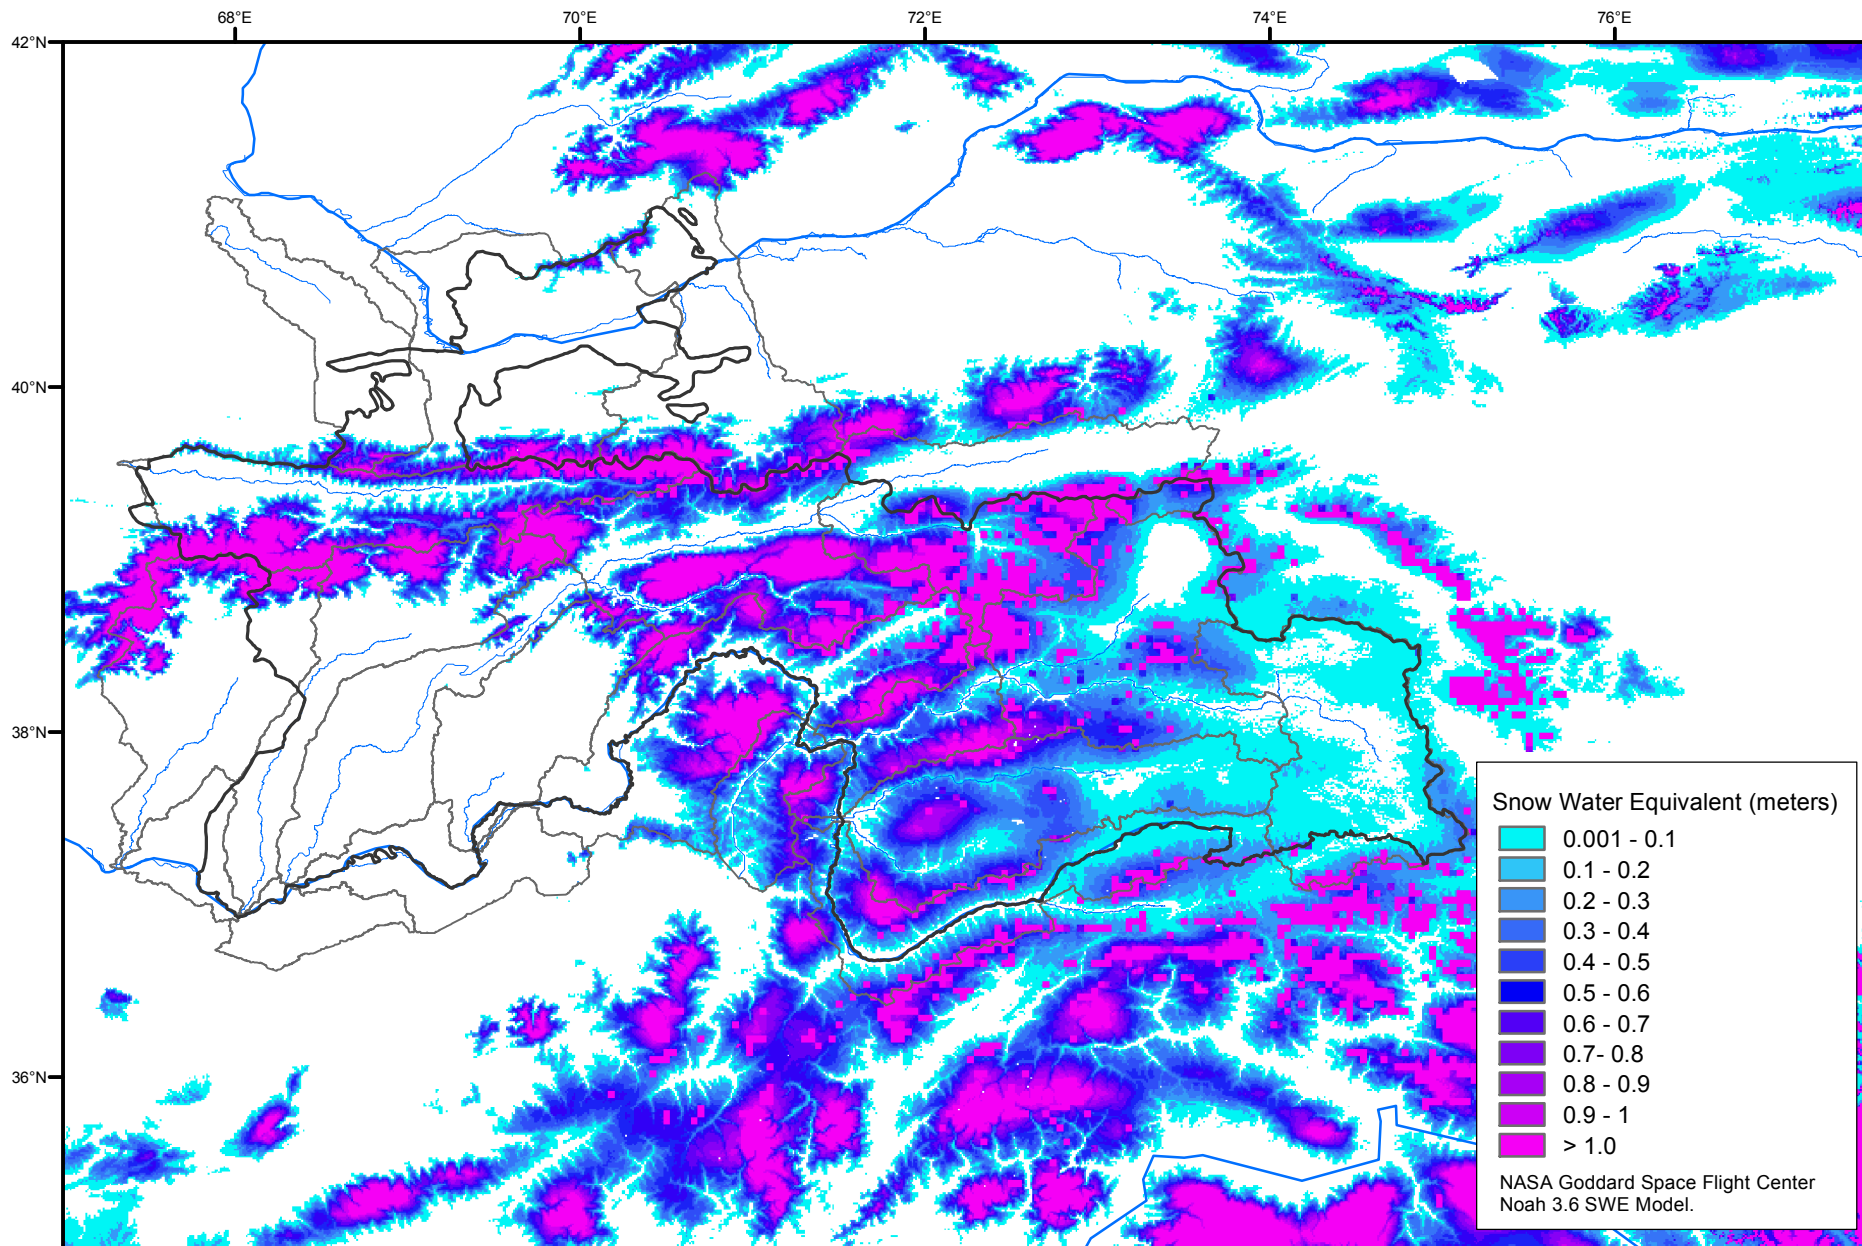 68°E
70°E
72°E
74°E
76°E
42°N
40°N
38°N
36°N
Snow Water Equivalent (meters)
0.001 - 0.1
0.1 - 0.2
0.2 - 0.3
0.3 - 0.4
0.4 - 0.5
0.5 - 0.6
0.6 - 0.7
0.7- 0.8
0.8 - 0.9
0.9 - 1
> 1.0
NASA Goddard Space Flight Center
Noah 3.6 SWE Model.